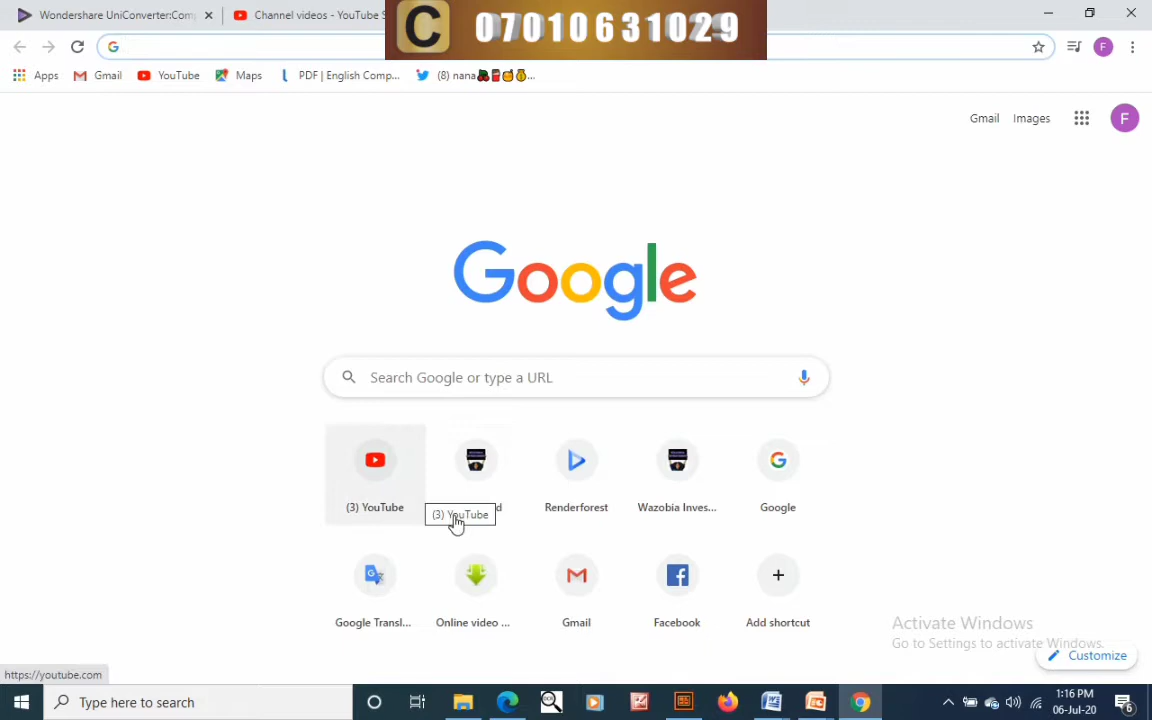 Wondershare UniConverter:Com
Channel videos - YouTube S
C 07010631029
Apps
Gmail
YouTube
Maps
PDF | English Comp...
(8) nana🍒🥤🍯💰...
F
Gmail
Images
F
Google
Search Google or type a URL
(3) YouTube
d
Renderforest
Wazobia Inves...
Google
(3) YouTube
Google Transl...
Online video ...
Gmail
Facebook
Add shortcut
Activate Windows
Go to Settings to activate Windows.
Customize
https://youtube.com
Type here to search
1:16 PM
06-Jul-20
6